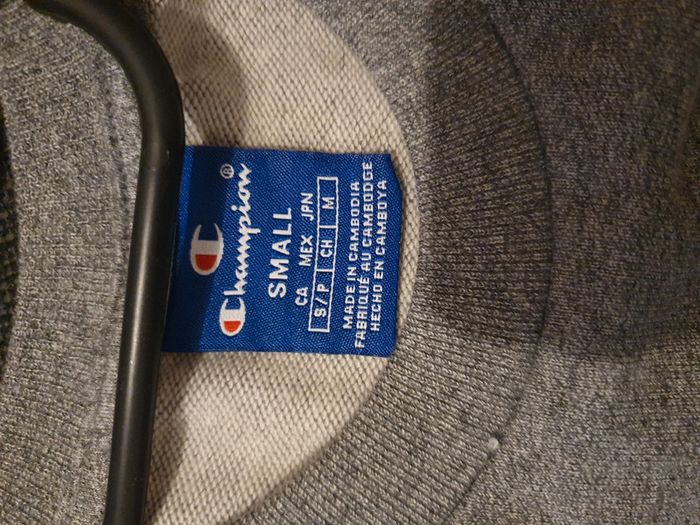 Champion®
SMALL
CA MEX JPN
S/P CH M
MADE IN CAMBODIA
FABRIQUÉ AU CAMBODGE
HECHO EN CAMBOYA